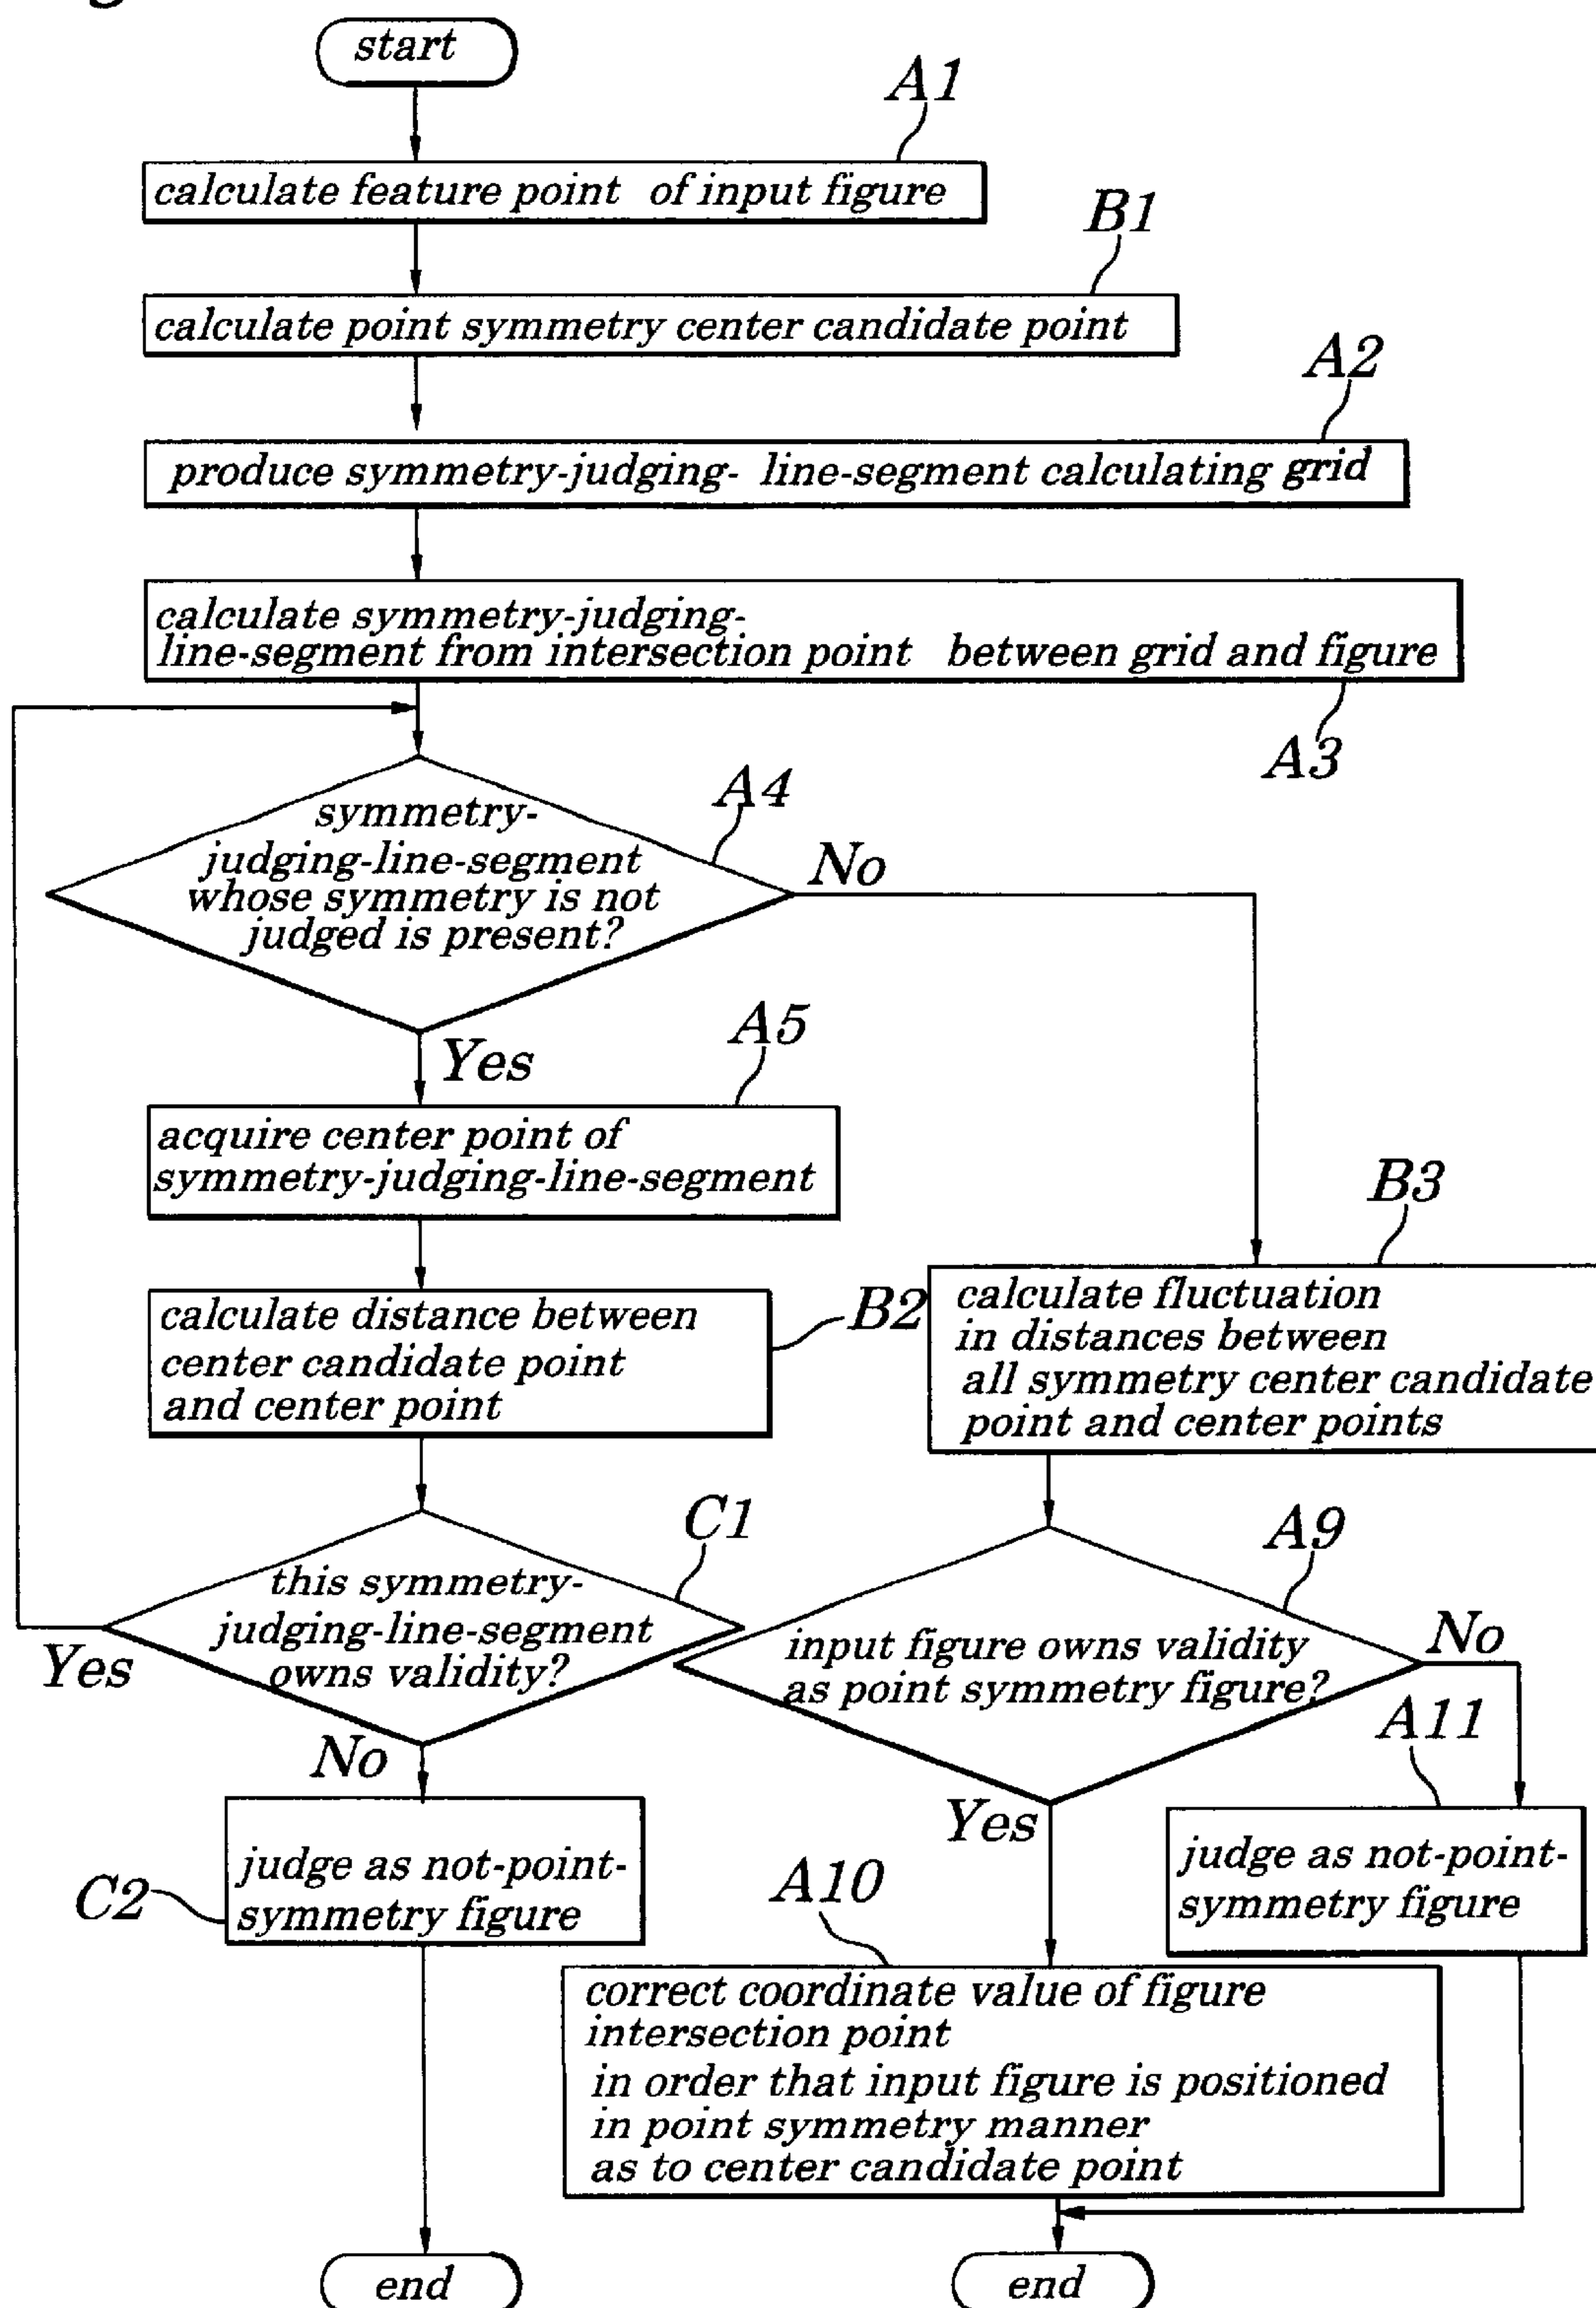 start
A1
calculate feature point of input figure
B1
calculate point symmetry center candidate point
A2
produce symmetry-judging- line-segment calculating grid
calculate symmetry-judging-
line-segment from intersection point between grid and figure
A3
A4
symmetry-
judging-line-segment
whose symmetry is not
judged is present?
No
Yes
A5
acquire center point of
symmetry-judging-line-segment
B2
calculate distance between
center candidate point
and center point
B3
calculate fluctuation
in distances between
all symmetry center candidate
point and center points
C1
this symmetry-
judging-line-segment
owns validity?
Yes
No
A9
input figure owns validity
as point symmetry figure?
No
Yes
A11
judge as not-point-
symmetry figure
C2
judge as not-point-
symmetry figure
A10
correct coordinate value of figure
intersection point
in order that input figure is positioned
in point symmetry manner
as to center candidate point
end
end